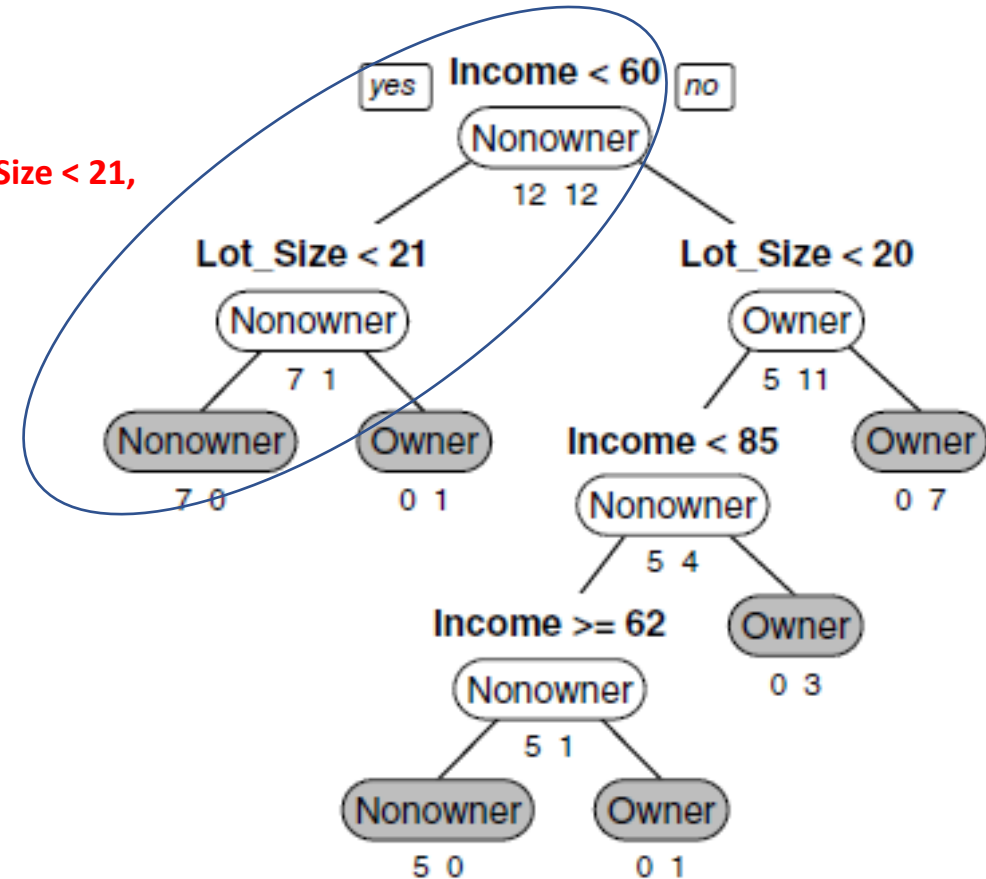 Income < 60
yes
no
Nonowner
12 12
Size < 21,
Lot_Size < 21
Lot_Size < 20
Nonowner
Owner
7 1
5 11
Nonowner
Owner
Income < 85
Owner
7 0
0 1
Nonowner
0 7
5 4
Income >= 62
Owner
Nonowner
0 3
5 1
Nonowner
Owner
5 0
0 1